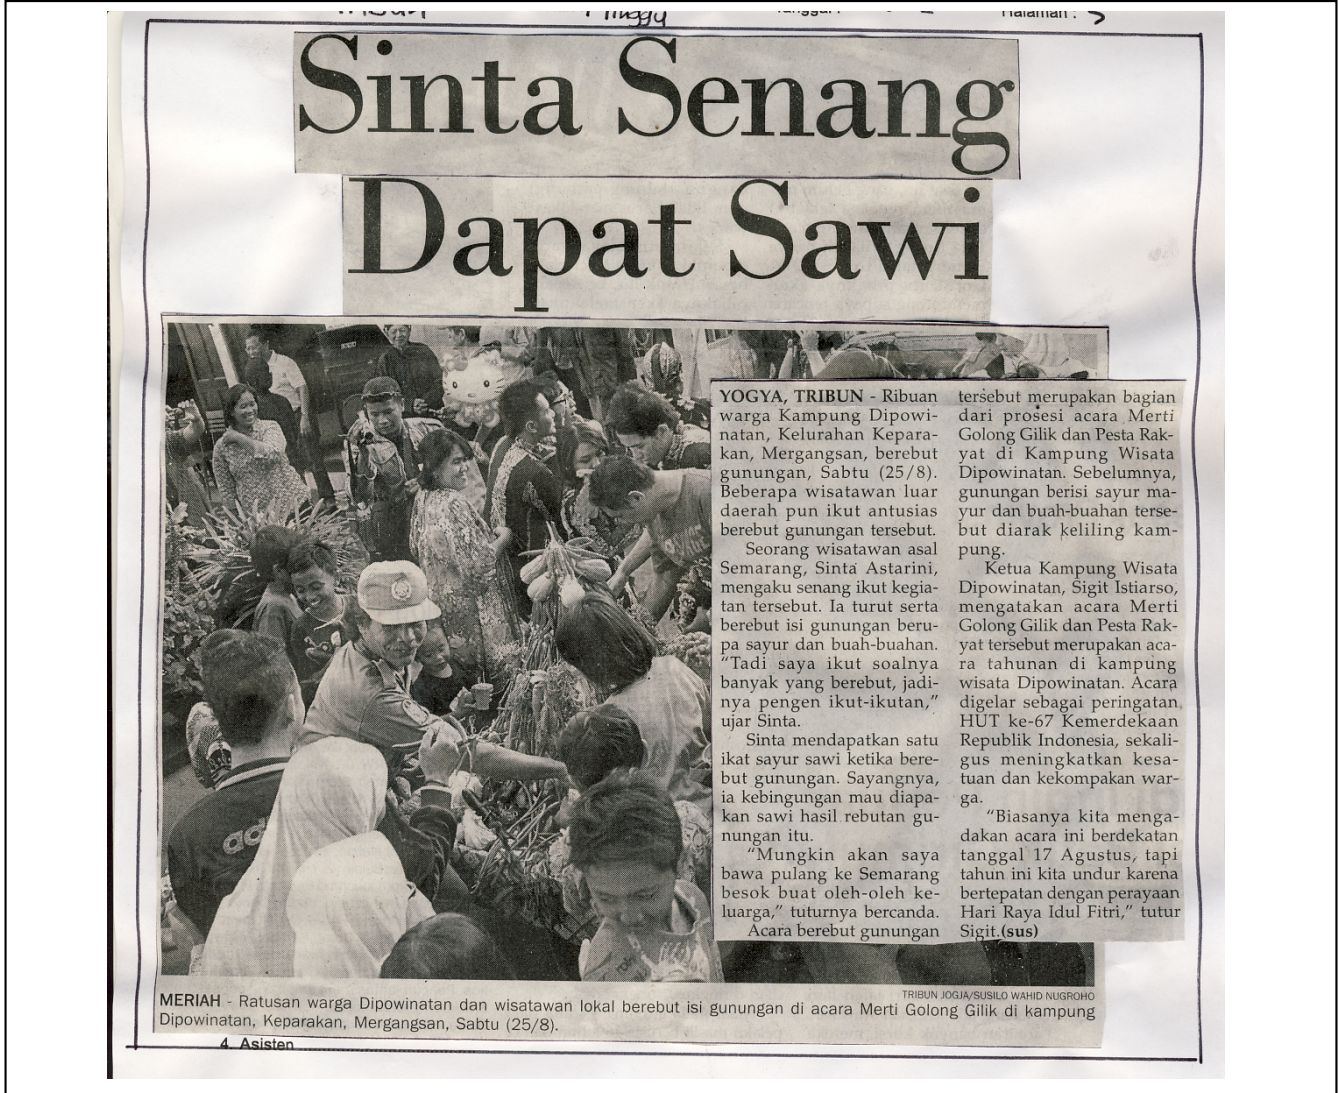 Minggu
Halaman : 5
Sinta Senang
Dapat Sawi
YOGYA, TRIBUN - Ribuan
warga Kampung Dipowi-
natan, Kelurahan Kepara-
kan, Mergangsan, berebut
gunungan, Sabtu (25/8).
Beberapa wisatawan luar
daerah pun ikut antusias
berebut gunungan tersebut.
Seorang wisatawan asal
Semarang, Sinta Astarini,
mengaku senang ikut kegia-
tan tersebut. Ia turut serta
berebut isi gunungan beru-
pa sayur dan buah-buahan.
"Tadi saya ikut soalnya
banyak yang berebut, jadi-
nya pengen ikut-ikutan,"
ujar Sinta.
Sinta mendapatkan satu
ikat sayur sawi ketika bere-
but gunungan. Sayangnya,
ia kebingungan mau diapa-
kan sawi hasil rebutan gu-
nungan itu.
"Mungkin akan saya
bawa pulang ke Semarang
besok buat oleh-oleh ke-
luarga," tuturnya bercanda.
Acara berebut gunungan
tersebut merupakan bagian
dari prosesi acara Merti
Golong Gilik dan Pesta Rak-
yat di Kampung Wisata
Dipowinatan. Sebelumnya,
gunungan berisi sayur ma-
yur dan buah-buahan terse-
but diarak keliling kam-
pung.
Ketua Kampung Wisata
Dipowinatan, Sigit Istiarso,
mengatakan acara Merti
Golong Gilik dan Pesta Rak-
yat tersebut merupakan aca-
ra tahunan di kampung
wisata Dipowinatan. Acara
digelar sebagai peringatan
HUT ke-67 Kemerdekaan
Republik Indonesia, sekali-
gus meningkatkan kesa-
tuan dan kekompakan war-
ga.
"Biasanya kita menga-
dakan acara ini berdekatan
tanggal 17 Agustus, tapi
tahun ini kita undur karena
bertepatan dengan perayaan
Hari Raya Idul Fitri," tutur
Sigit.(sus)
TRIBUN JOGJA/SUSILO WAHID NUGROHO
MERIAH - Ratusan warga Dipowinatan dan wisatawan lokal berebut isi gunungan di acara Merti Golong Gilik di kampung
Dipowinatan, Keparakan, Mergangsan, Sabtu (25/8).
4. Asisten